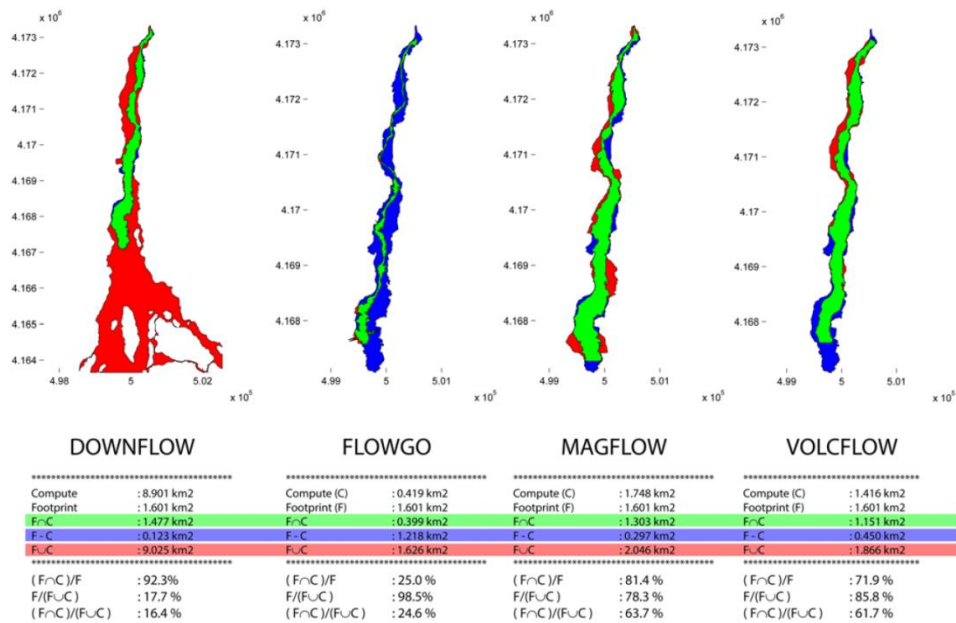 x 10⁶
4.173
4.172
4.171
4.17
4.169
4.168
4.167
4.166
4.165
4.164
4.98
5
5.02
x 10⁵
x 10⁶
4.173
4.172
4.171
4.17
4.169
4.168
4.99
5
5.01
x 10⁵
x 10⁶
4.173
4.172
4.171
4.17
4.169
4.168
4.99
5
5.01
x 10⁵
x 10⁶
4.173
4.172
4.171
4.17
4.169
4.168
4.99
5
5.01
x 10⁵
DOWNFLOW
Compute : 8.901 km2
Footprint : 1.601 km2
F∩C : 1.477 km2
F - C : 0.123 km2
F∪C : 9.025 km2
(F∩C)/F : 92.3%
F/(F∪C) : 17.7 %
(F∩C)/(F∪C) : 16.4 %
FLOWGO
Compute (C) : 0.419 km2
Footprint (F) : 1.601 km2
F∩C : 0.399 km2
F - C : 1.218 km2
F∪C : 1.626 km2
(F∩C)/F : 25.0 %
F/(F∪C) : 98.5%
(F∩C)/(F∪C) : 24.6 %
MAGFLOW
Compute (C) : 1.748 km2
Footprint (F) : 1.601 km2
F∩C : 1.303 km2
F - C : 0.297 km2
F∪C : 2.046 km2
(F∩C)/F : 81.4 %
F/(F∪C) : 78.3%
(F∩C)/(F∪C) : 63.7 %
VOLCFLOW
Compute (C) : 1.416 km2
Footprint (F) : 1.601 km2
F∩C : 1.151 km2
F - C : 0.450 km2
F∪C : 1.866 km2
(F∩C)/F : 71.9 %
F/(F∪C) : 85.8 %
(F∩C)/(F∪C) : 61.7 %